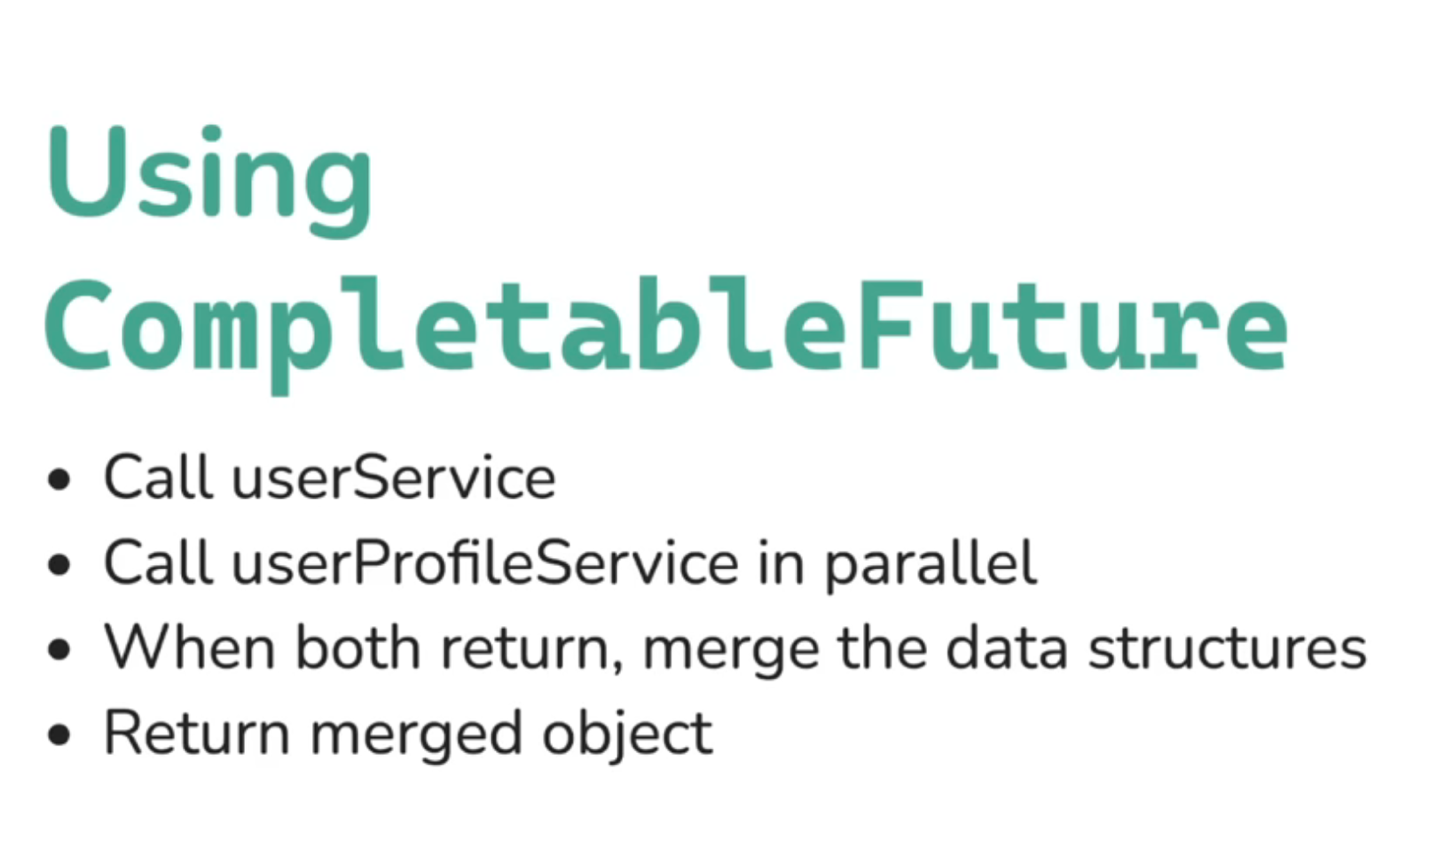 Using
CompletableFuture
• Call userService
• Call userProfileService in parallel
• When both return, merge the data structures
• Return merged object